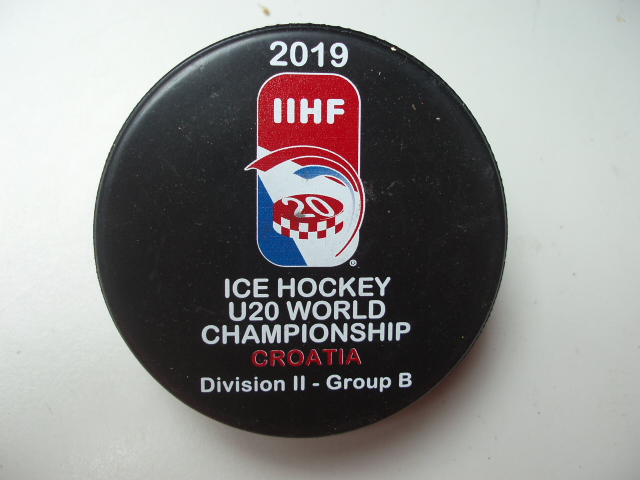 2019
IIHF
20
®
ICE HOCKEY
U20 WORLD
CHAMPIONSHIP
CROATIA
Division II - Group B